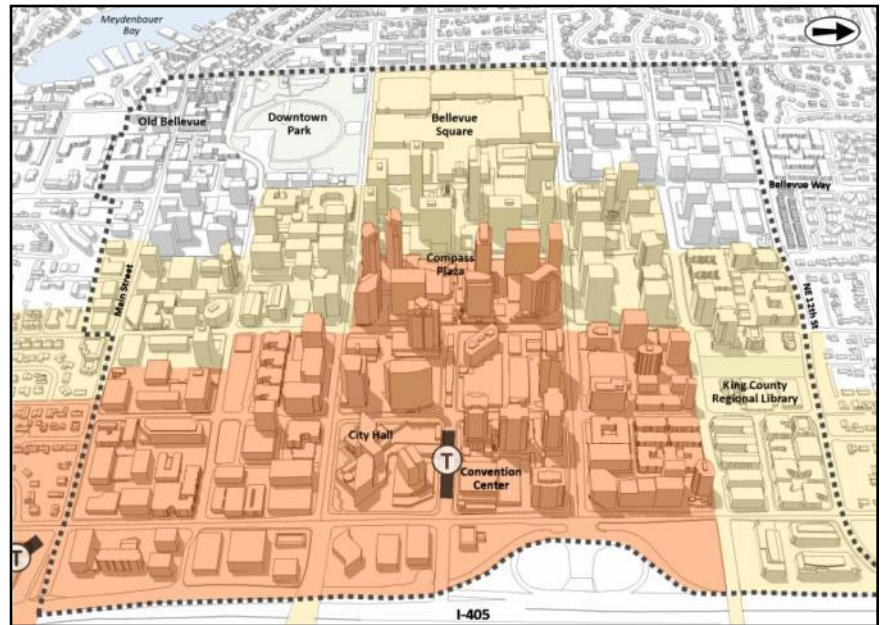 Meydenbauer
Bay
Old Bellevue
Downtown
Park
Bellevue
Square
Bellevue Way
Compass
Plaza
Main Street
NE 12th St
King County
Regional Library
City Hall
T
Convention
Center
T
I-405